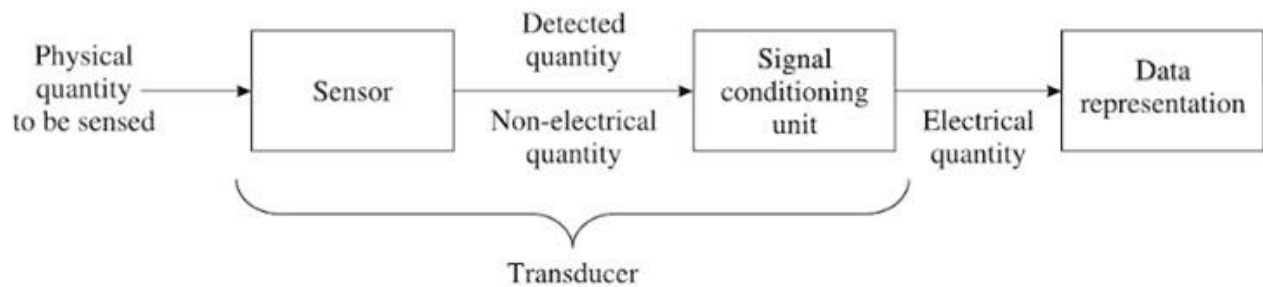 Physical
quantity
to be sensed
Sensor
Detected
quantity
Non-electrical
quantity
Signal
conditioning
unit
Electrical
quantity
Data
representation
Transducer